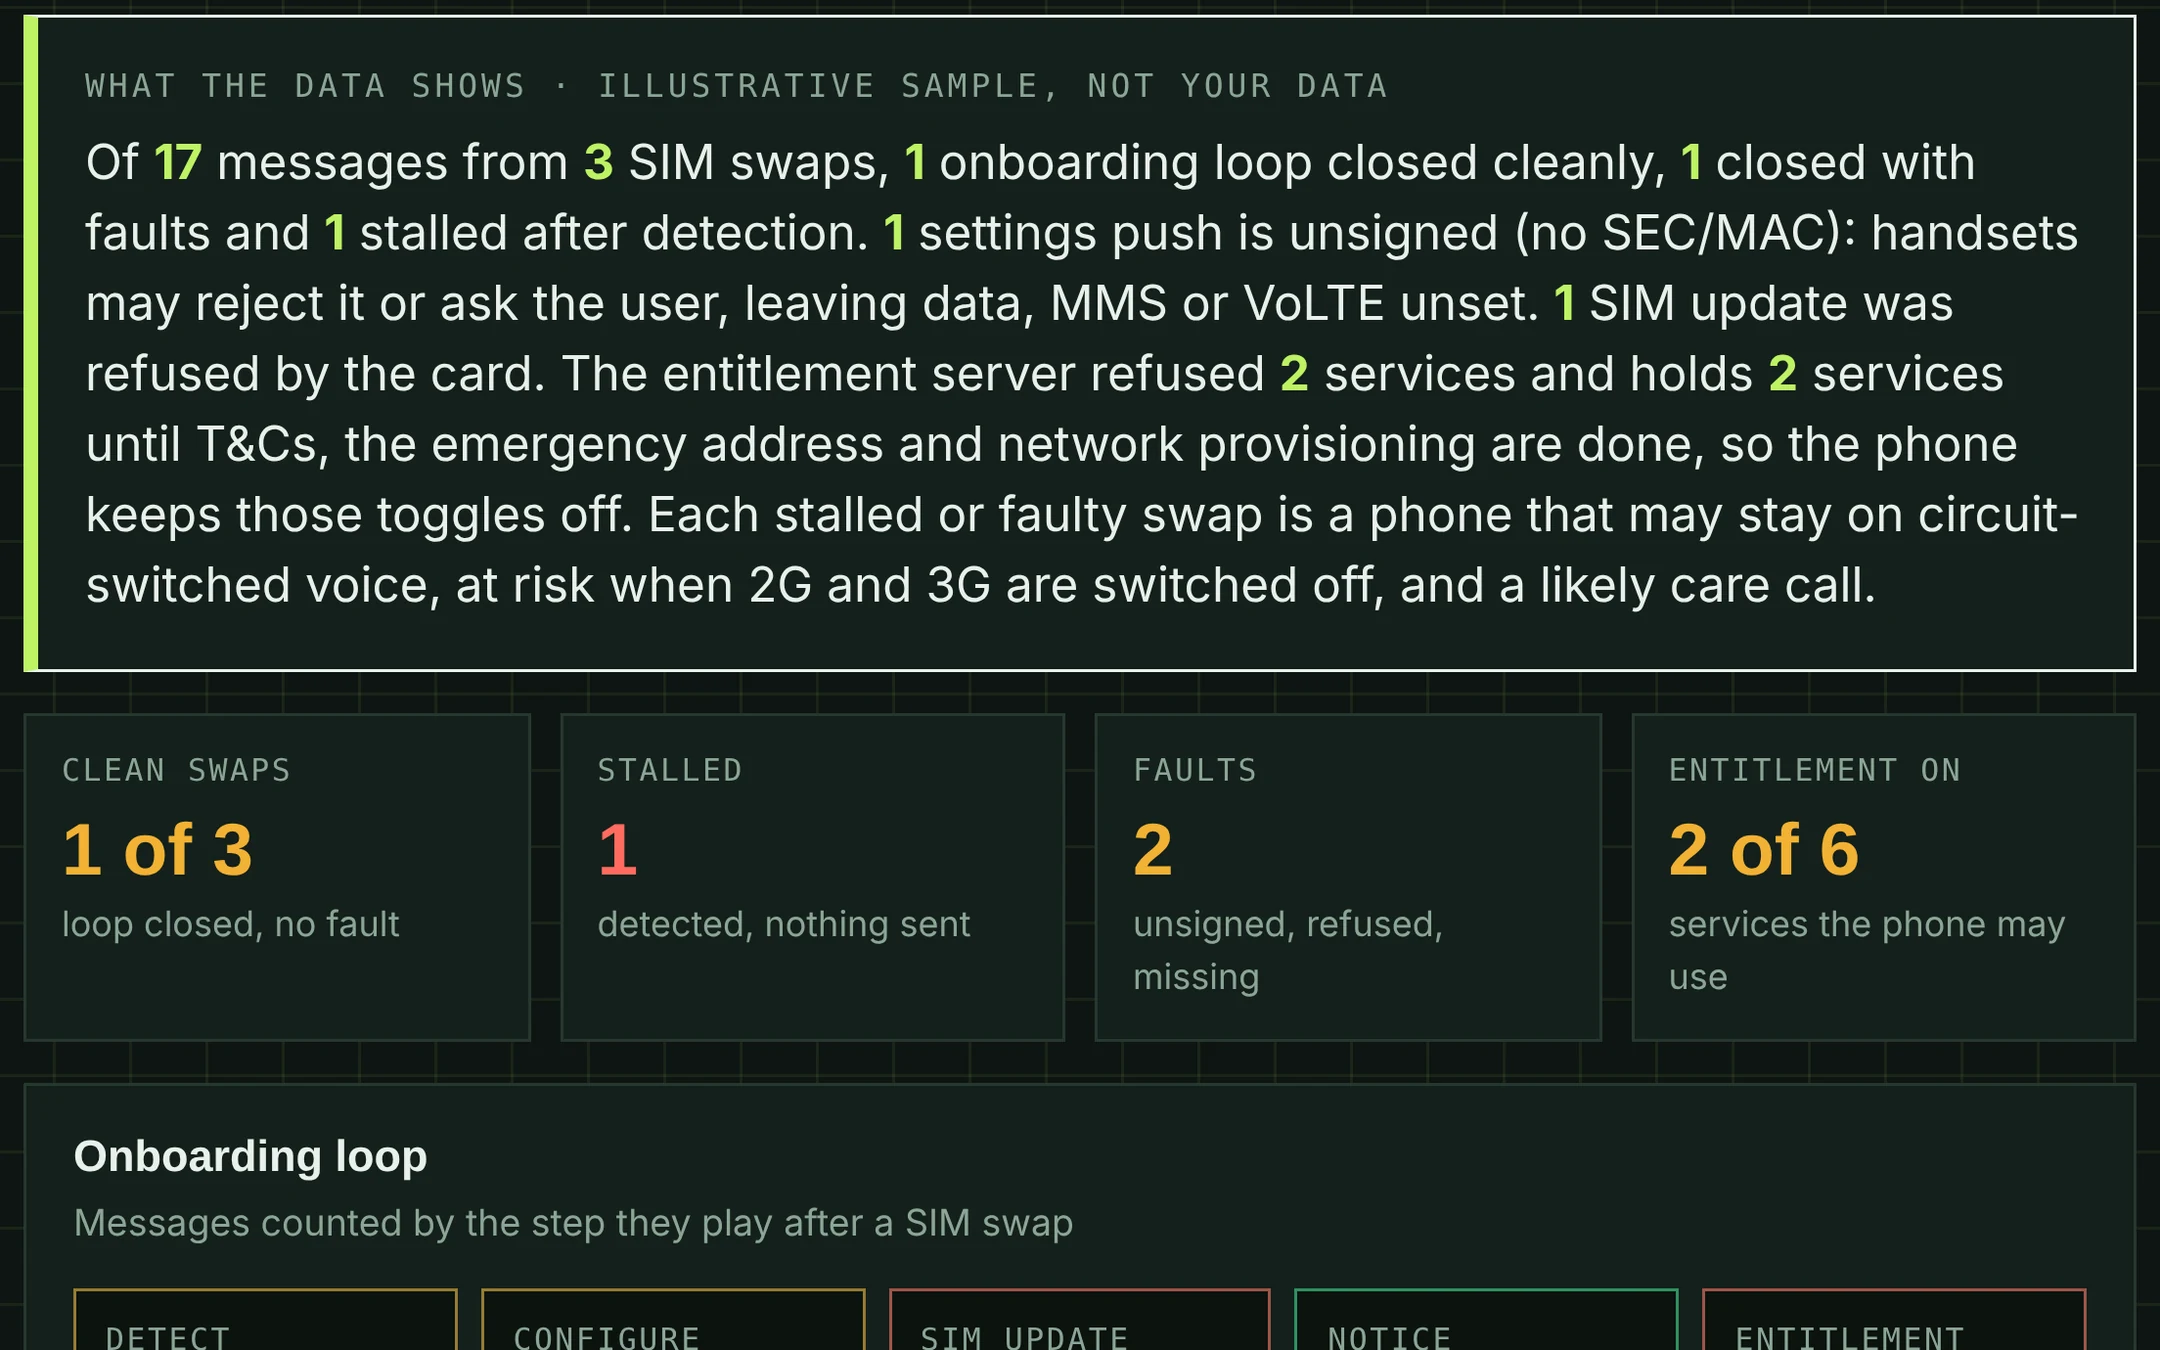 WHAT THE DATA SHOWS · ILLUSTRATIVE SAMPLE, NOT YOUR DATA
Of 17 messages from 3 SIM swaps, 1 onboarding loop closed cleanly, 1 closed with
faults and 1 stalled after detection. 1 settings push is unsigned (no SEC/MAC): handsets
may reject it or ask the user, leaving data, MMS or VoLTE unset. 1 SIM update was
refused by the card. The entitlement server refused 2 services and holds 2 services
until T&Cs, the emergency address and network provisioning are done, so the phone
keeps those toggles off. Each stalled or faulty swap is a phone that may stay on circuit-
switched voice, at risk when 2G and 3G are switched off, and a likely care call.
CLEAN SWAPS
1 of 3
loop closed, no fault
STALLED
1
detected, nothing sent
FAULTS
2
unsigned, refused,
missing
ENTITLEMENT ON
2 of 6
services the phone may
use
Onboarding loop
Messages counted by the step they play after a SIM swap
DETECT
CONFIGURE
SIM UPDATE
NOTICE
ENTITLEMENT